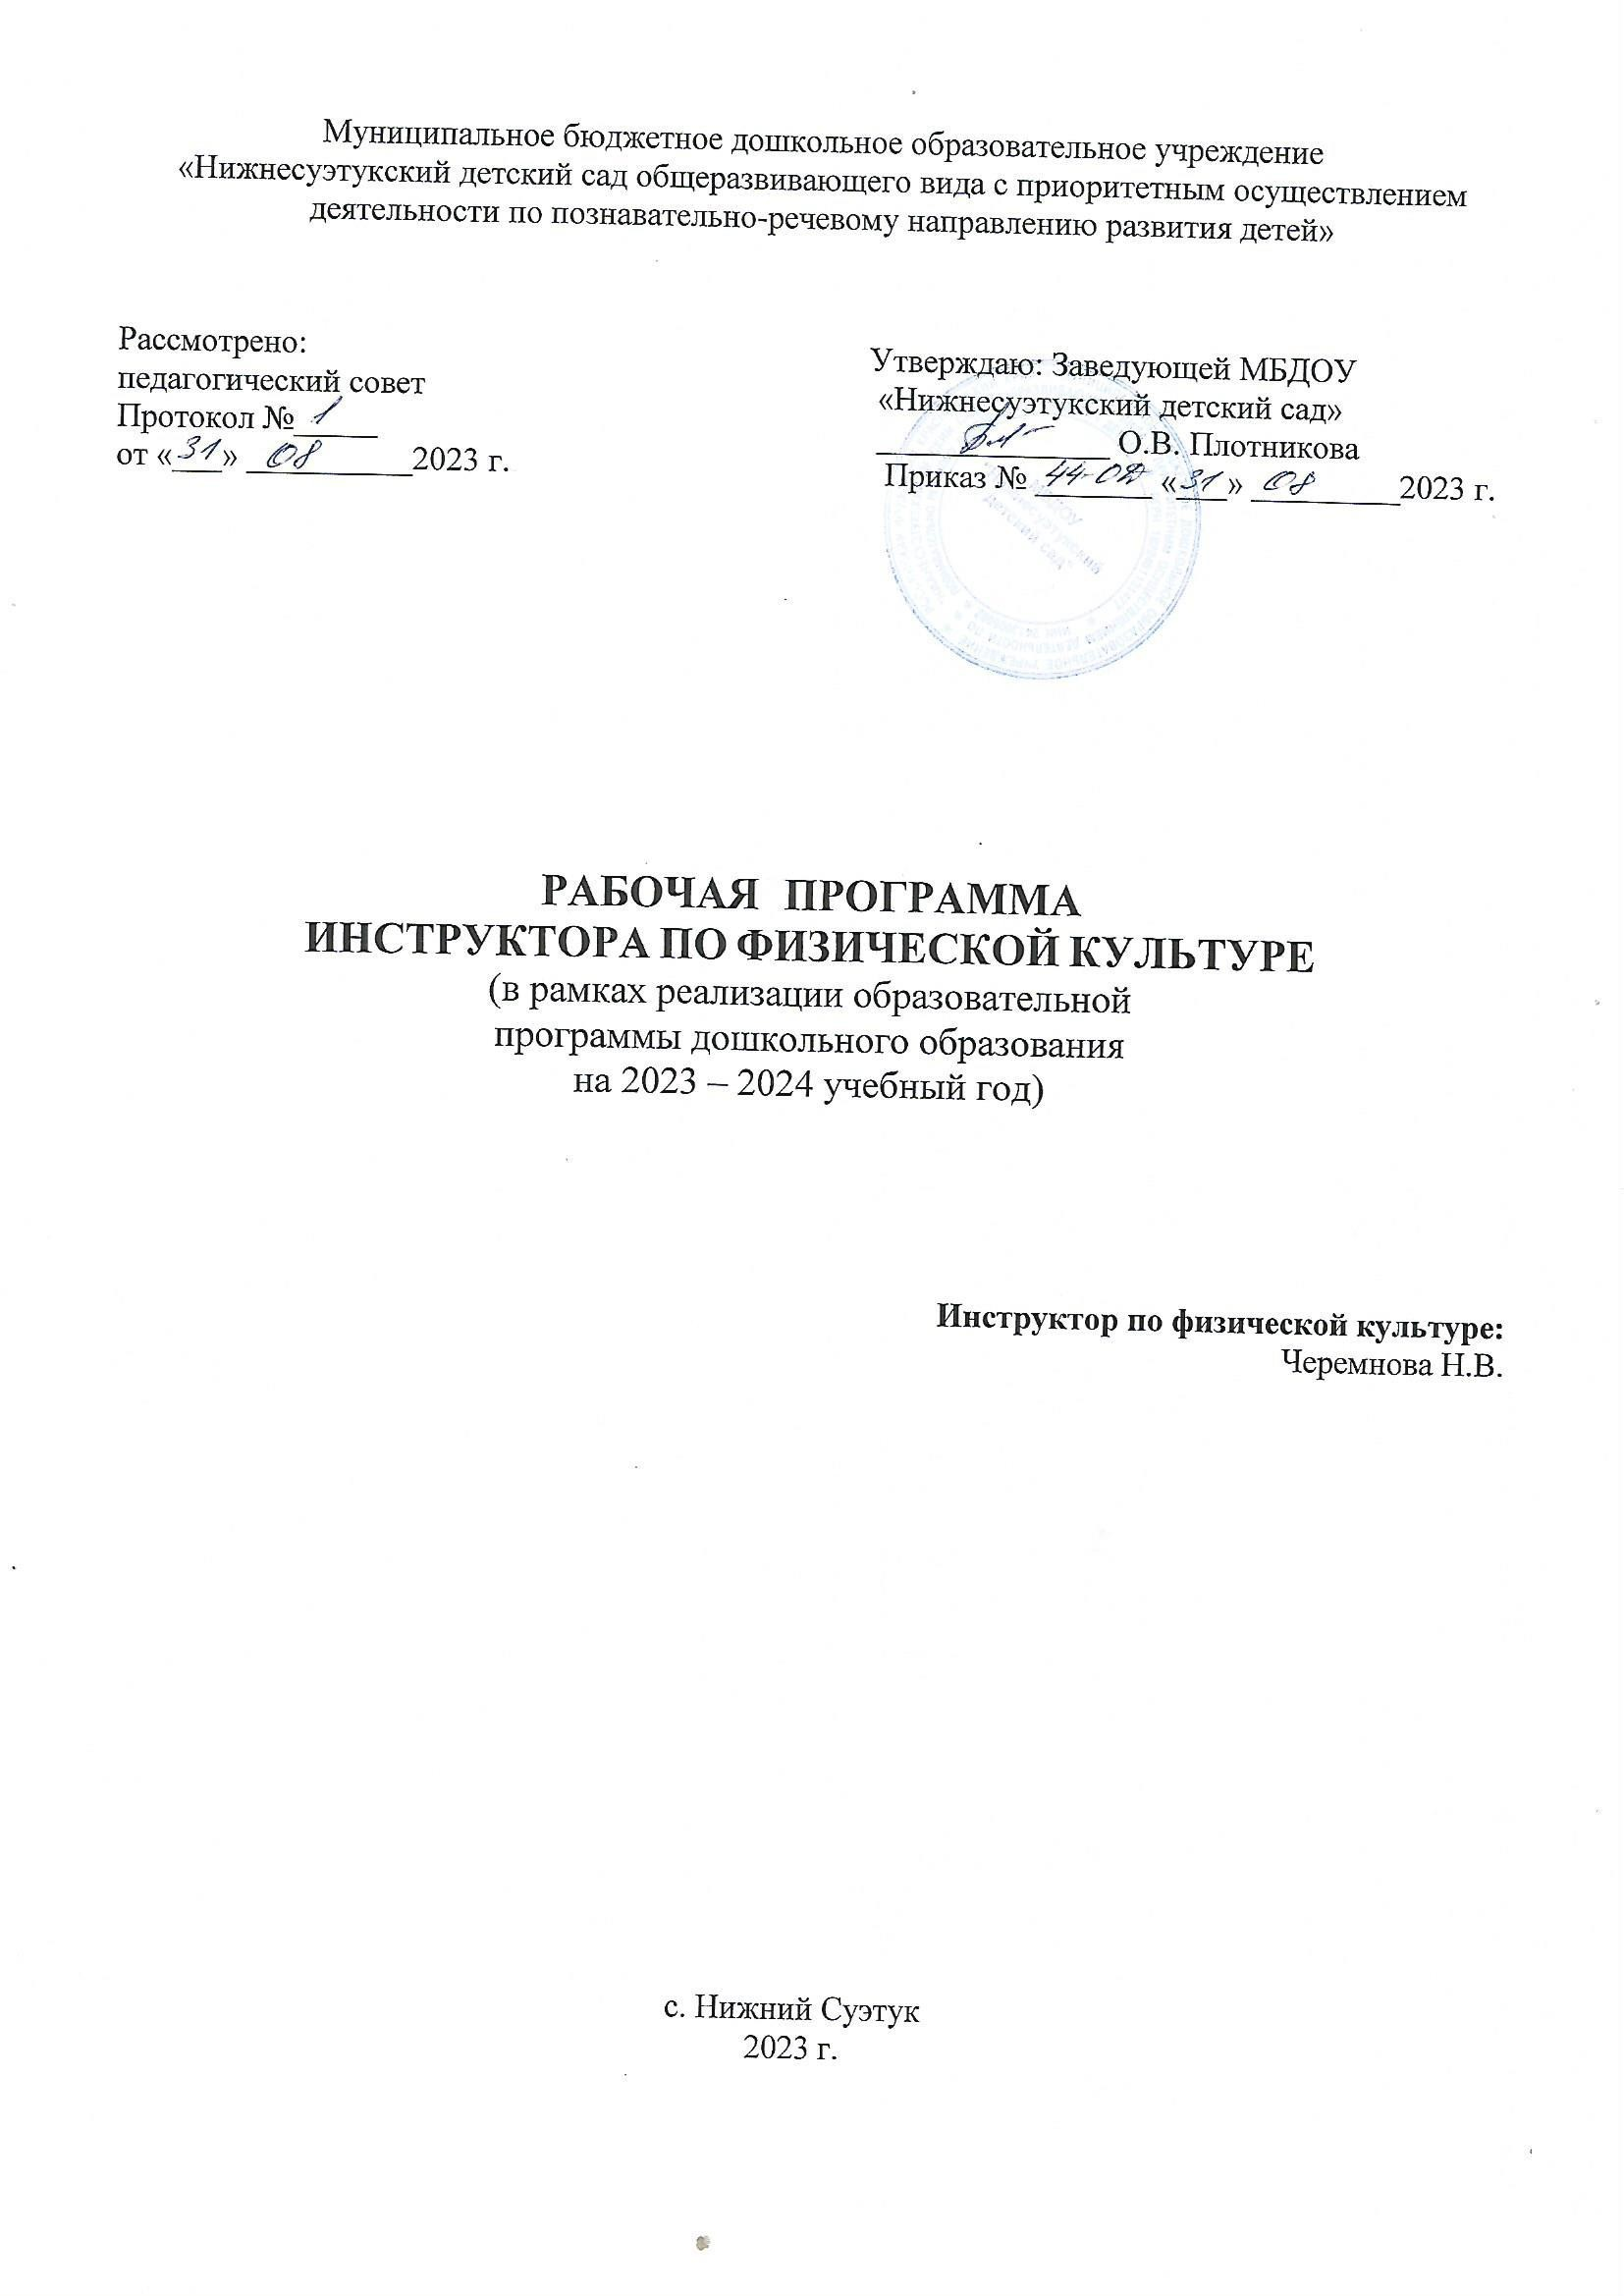 Муниципальное бюджетное дошкольное образовательное учреждение
«Нижнесуэтукский детский сад общеразвивающего вида с приоритетным осуществлением
деятельности по познавательно-речевому направлению развития детей»
Рассмотрено:
педагогический совет
Протокол № 1
от «31» 08 2023 г.
Утверждаю: Заведующей МБДОУ
«Нижнесуэтукский детский сад»
О.В. Плотникова
Приказ № 44-ОД «31» 08 2023 г.
детский сад"
РАБОЧАЯ ПРОГРАММА
ИНСТРУКТОРА ПО ФИЗИЧЕСКОЙ КУЛЬТУРЕ
(в рамках реализации образовательной
программы дошкольного образования
на 2023 – 2024 учебный год)
Инструктор по физической культуре:
Черемнова Н.В.
с. Нижний Суэтук
2023 г.